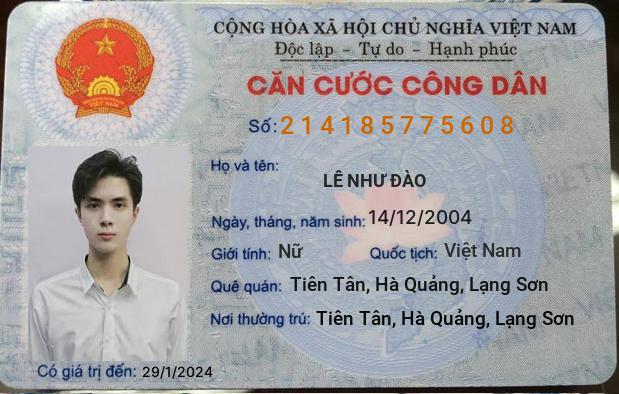 CỘNG HÒA XÃ HỘI CHỦ NGHĨA VIỆT NAM
Độc lập - Tự do - Hạnh phúc
CĂN CƯỚC CÔNG DÂN
Số: 214185775608
VIỆT NAM
Họ và tên:
LÊ NHƯ ĐÀO
Ngày, tháng, năm sinh: 14/12/2004
Giới tính: Nữ Quốc tịch: Việt Nam
Quê quán: Tiên Tân, Hà Quảng, Lạng Sơn
Nơi thường trú: Tiên Tân, Hà Quảng, Lạng Sơn
Có giá trị đến: 29/1/2024